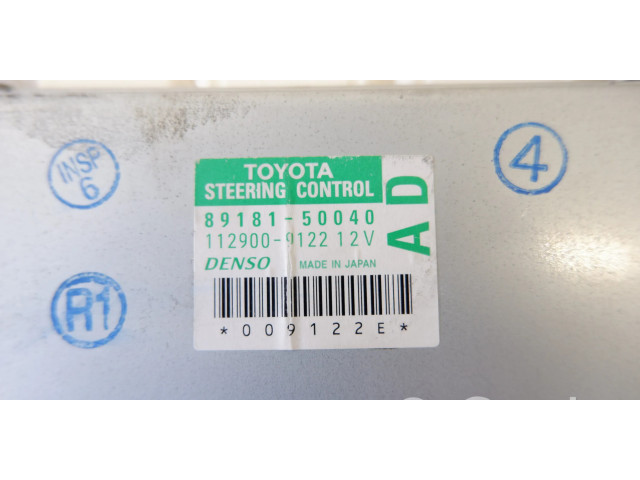 INSP
6
4
R1
TOYOTA
STEERING CONTROL
89181-50040
112900-9122 12V
AD
DENSO MADE IN JAPAN
*009122E*